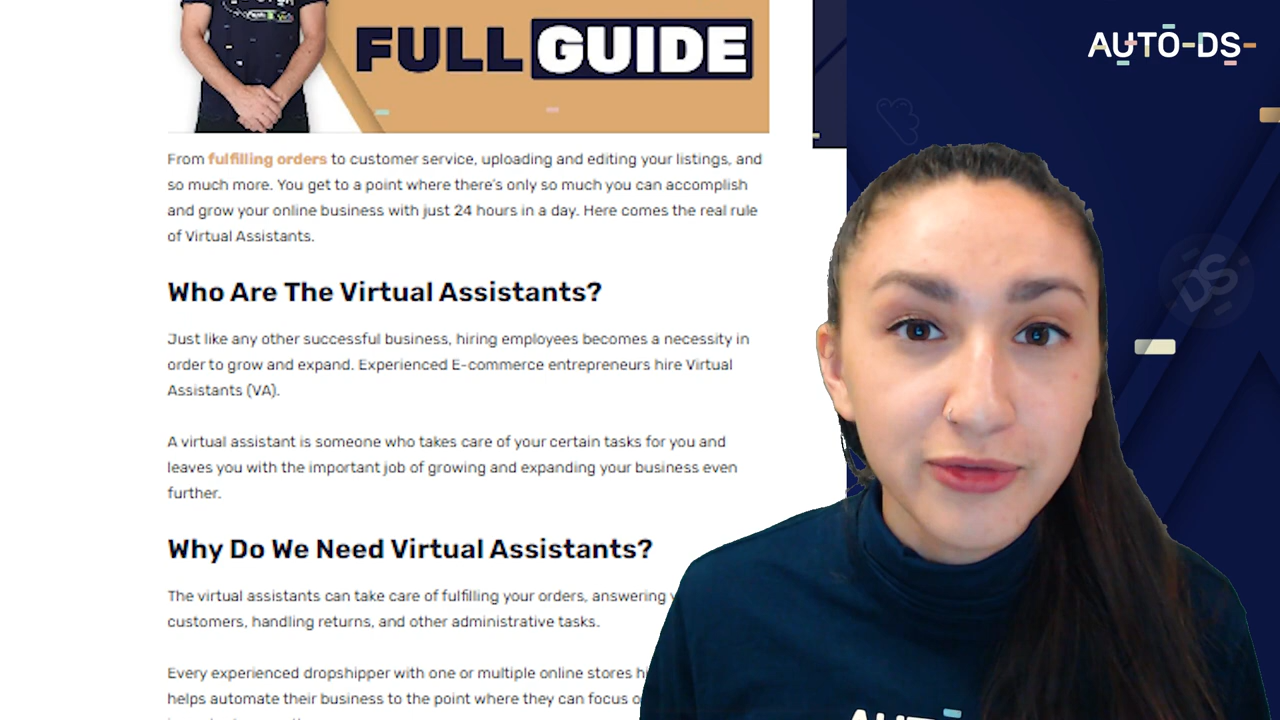 FULL GUIDE
AUTO-DS-
From fulfilling orders to customer service, uploading and editing your listings, and
so much more. You get to a point where there's only so much you can accomplish
and grow your online business with just 24 hours in a day. Here comes the real rule
of Virtual Assistants.
DS
Who Are The Virtual Assistants?
Just like any other successful business, hiring employees becomes a necessity in
order to grow and expand. Experienced E-commerce entrepreneurs hire Virtual
Assistants (VA).
A virtual assistant is someone who takes care of your certain tasks for you and
leaves you with the important job of growing and expanding your business even
further.
Why Do We Need Virtual Assistants?
The virtual assistants can take care of fulfilling your orders, answering
customers, handling returns, and other administrative tasks.
Every experienced dropshipper with one or multiple online stores
helps automate their business to the point where they can focus
AUTO